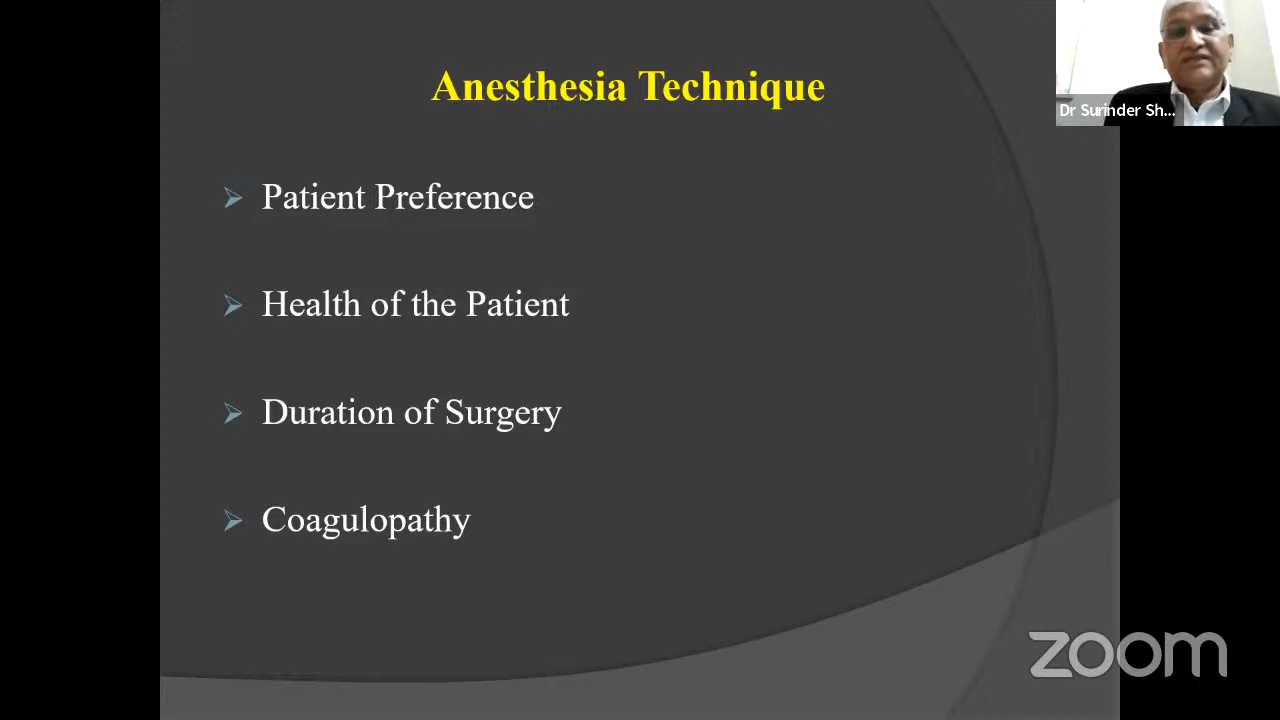 Anesthesia Technique
Dr Surinder Sh...
Patient Preference
Health of the Patient
Duration of Surgery
Coagulopathy
zoom